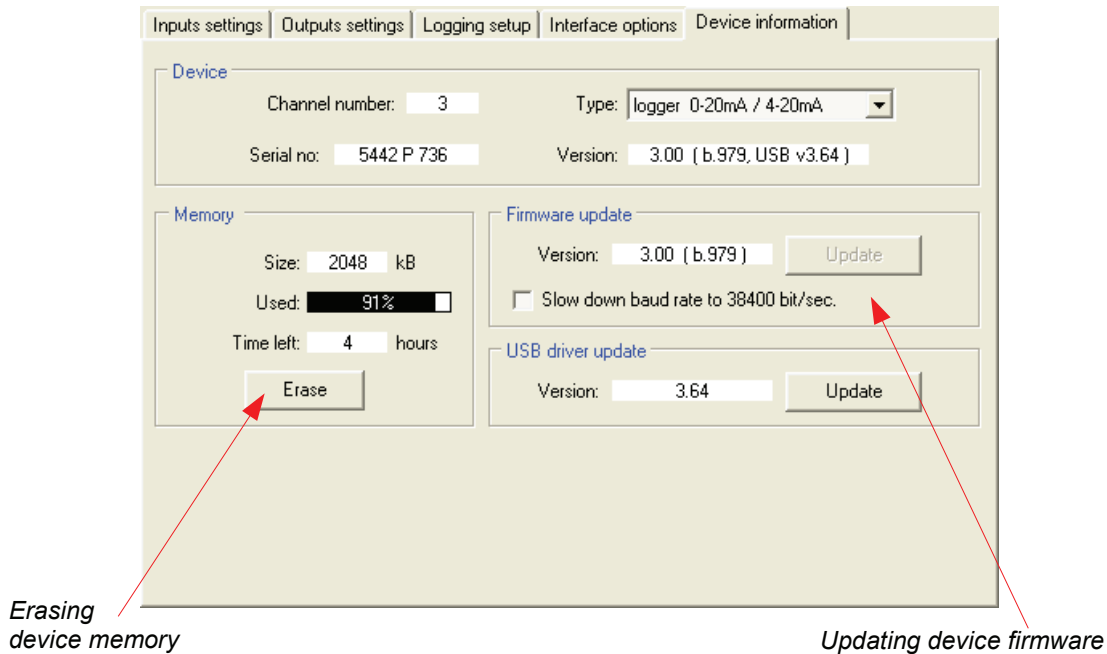 Inputs settings Outputs settings Logging setup Interface options Device information
Device
Channel number: 3 Type: logger 0-20mA / 4-20mA
Serial no: 5442 P 736 Version: 3.00 ( b.979, USB v3.64 )
Memory
Size: 2048 kB
Used: 91%
Time left: 4 hours
Erase
Firmware update
Version: 3.00 ( b.979 ) Update
Slow down baud rate to 38400 bit/sec.
USB driver update
Version: 3.64 Update
Erasing
device memory
Updating device firmware